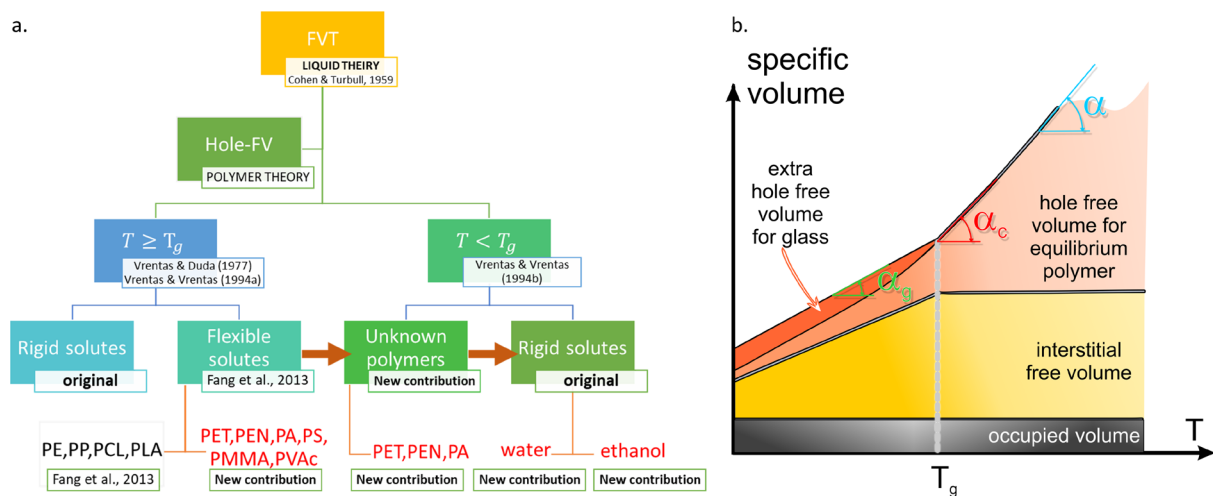 a.
FVT
LIQUID THEIRY
Cohen & Turbull, 1959
Hole-FV
POLYMER THEORY
T ≥ Tg
Vrentas & Duda (1977)
Vrentas & Vrentas (1994a)
T < Tg
Vrentas & Vrentas
(1994b)
Rigid solutes
original
Flexible
solutes
Fang et al., 2013
Unknown
polymers
New contribution
Rigid solutes
original
PE,PP,PCL,PLA
Fang et al., 2013
PET,PEN,PA,PS,
PMMA,PVAc
New contribution
PET,PEN,PA
New contribution
water
New contribution
ethanol
New contribution
b.
specific
volume
α
extra
hole free
volume
for glass
αc
αg
hole free
volume for
equilibrium
polymer
interstitial
free volume
occupied volume
T
Tg